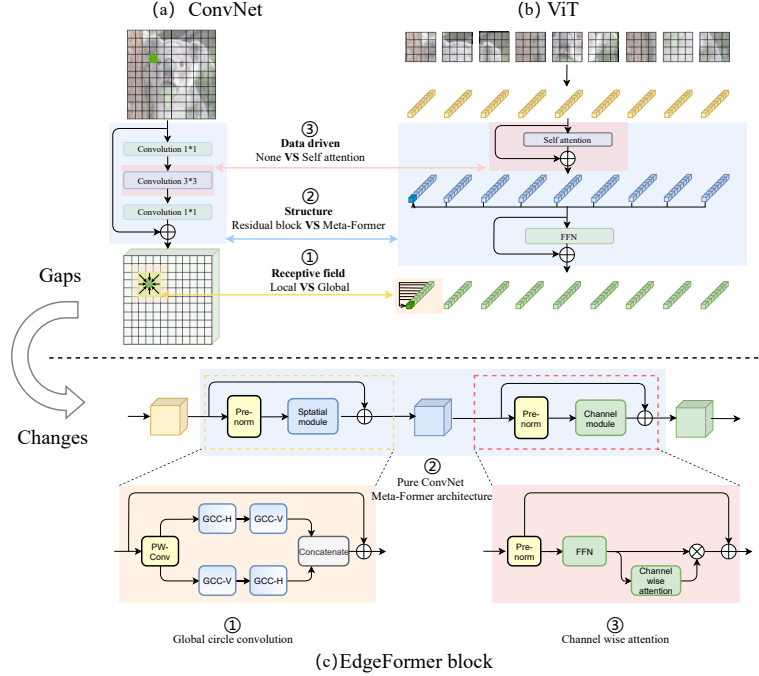 (a) ConvNet
(b) ViT
Convolution 1*1
Convolution 3*3
Convolution 1*1
③
Data driven
None VS Self attention
②
Structure
Residual block VS Meta-Former
①
Receptive field
Local VS Global
Self attention
FFN
Gaps
Changes
Pre-
norm
Sptatial
module
Pre-
norm
Channel
module
②
Pure ConvNet
Meta-Former architecture
PW-
Conv
GCC-H
GCC-V
GCC-V
GCC-H
Concatenate
①
Global circle convolution
Pre-
norm
FFN
Channel
wise
attention
③
Channel wise attention
(c) EdgeFormer block